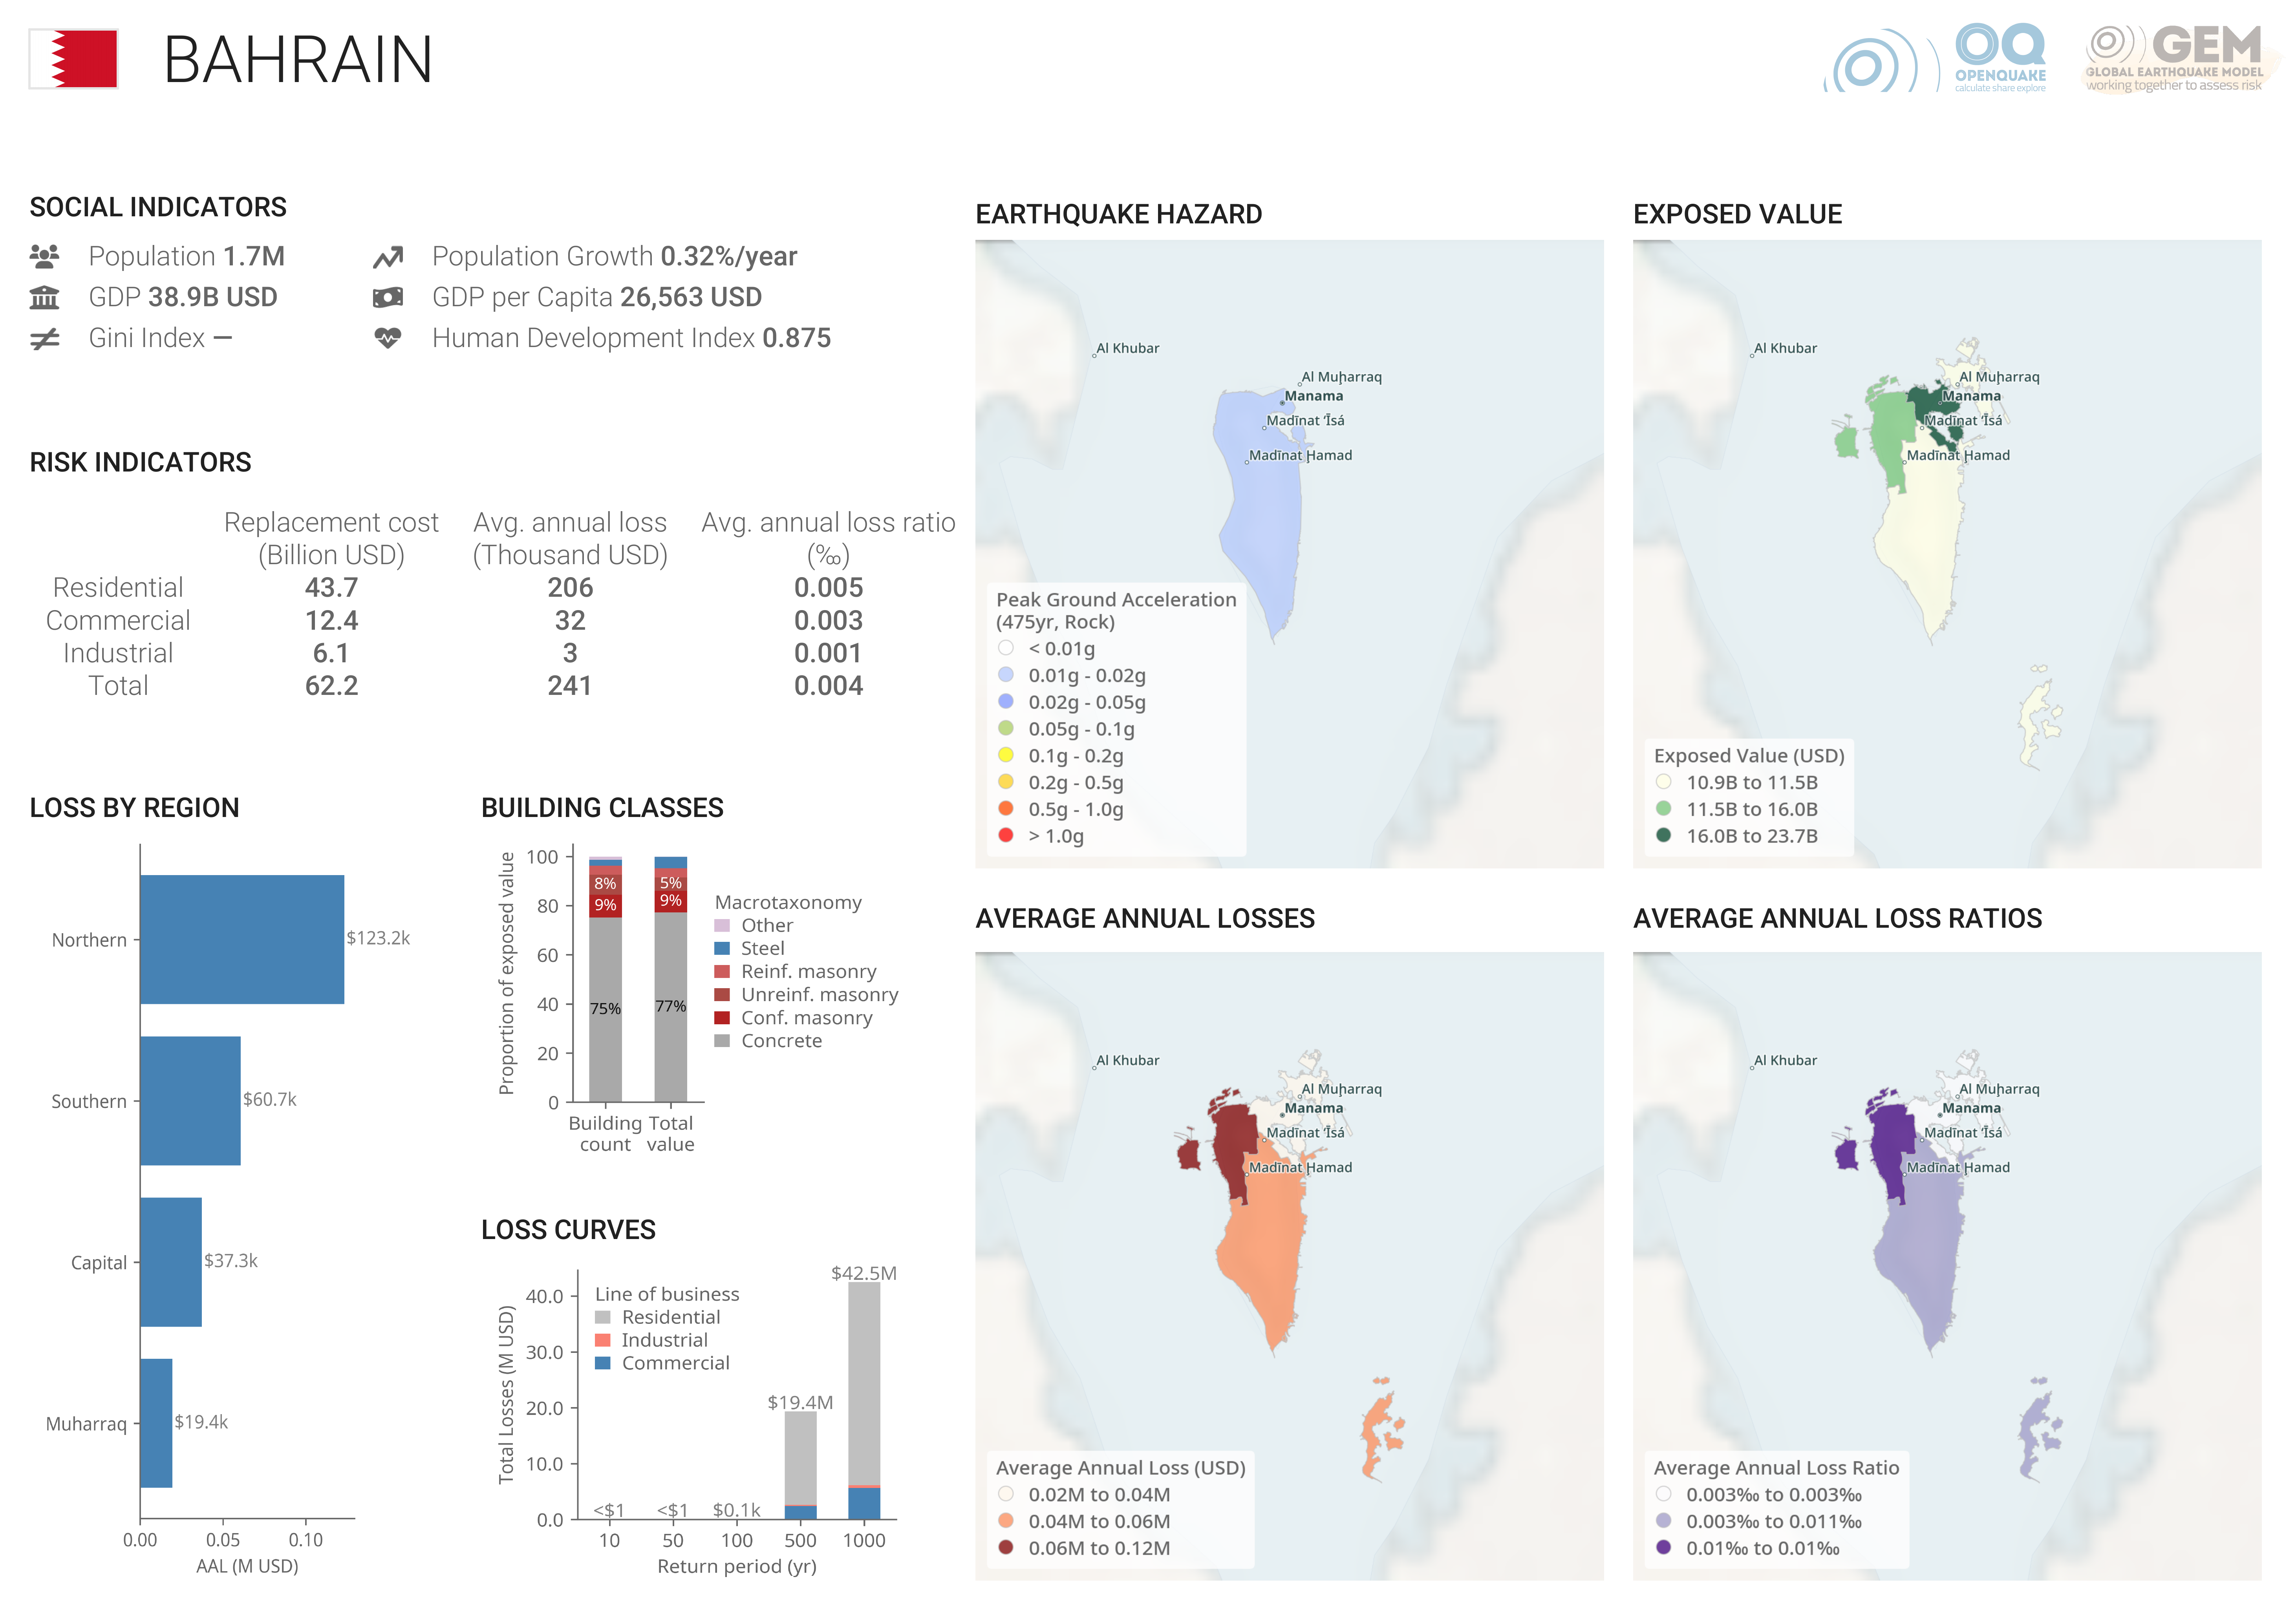 BAHRAIN
OQ
OPENQUAKE
calculate share explore
GEM
GLOBAL EARTHQUAKE MODEL
working together to assess risk
SOCIAL INDICATORS
Population 1.7M
Population Growth 0.32%/year
GDP 38.9B USD
GDP per Capita 26,563 USD
Gini Index —
Human Development Index 0.875
RISK INDICATORS
Replacement cost Avg. annual loss Avg. annual loss ratio
(Billion USD) (Thousand USD) (‰)
Residential 43.7 206 0.005
Commercial 12.4 32 0.003
Industrial 6.1 3 0.001
Total 62.2 241 0.004
LOSS BY REGION
Northern
$123.2k
Southern
$60.7k
Capital
$37.3k
Muharraq
$19.4k
0.00 0.05 0.10
AAL (M USD)
BUILDING CLASSES
Proportion of exposed value
100
80
60
40
20
0
8%
9%
75%
5%
9%
77%
Building count
Total value
Macrotaxonomy
Other
Steel
Reinf. masonry
Unreinf. masonry
Conf. masonry
Concrete
LOSS CURVES
Total Losses (M USD)
40.0
30.0
20.0
10.0
0.0
Line of business
Residential
Industrial
Commercial
<$1
<$1
$0.1k
$19.4M
$42.5M
10 50 100 500 1000
Return period (yr)
EARTHQUAKE HAZARD
Al Khubar
Al Muḩarraq
Manama
Madīnat ‘Īsá
Madīnat Ḩamad
Peak Ground Acceleration
(475yr, Rock)
< 0.01g
0.01g - 0.02g
0.02g - 0.05g
0.05g - 0.1g
0.1g - 0.2g
0.2g - 0.5g
0.5g - 1.0g
> 1.0g
EXPOSED VALUE
Al Khubar
Al Muḩarraq
Manama
Madīnat ‘Īsá
Madīnat Ḩamad
Exposed Value (USD)
10.9B to 11.5B
11.5B to 16.0B
16.0B to 23.7B
AVERAGE ANNUAL LOSSES
Al Khubar
Al Muḩarraq
Manama
Madīnat ‘Īsá
Madīnat Ḩamad
Average Annual Loss (USD)
0.02M to 0.04M
0.04M to 0.06M
0.06M to 0.12M
AVERAGE ANNUAL LOSS RATIOS
Al Khubar
Al Muḩarraq
Manama
Madīnat ‘Īsá
Madīnat Ḩamad
Average Annual Loss Ratio
0.003‰ to 0.003‰
0.003‰ to 0.011‰
0.01‰ to 0.01‰